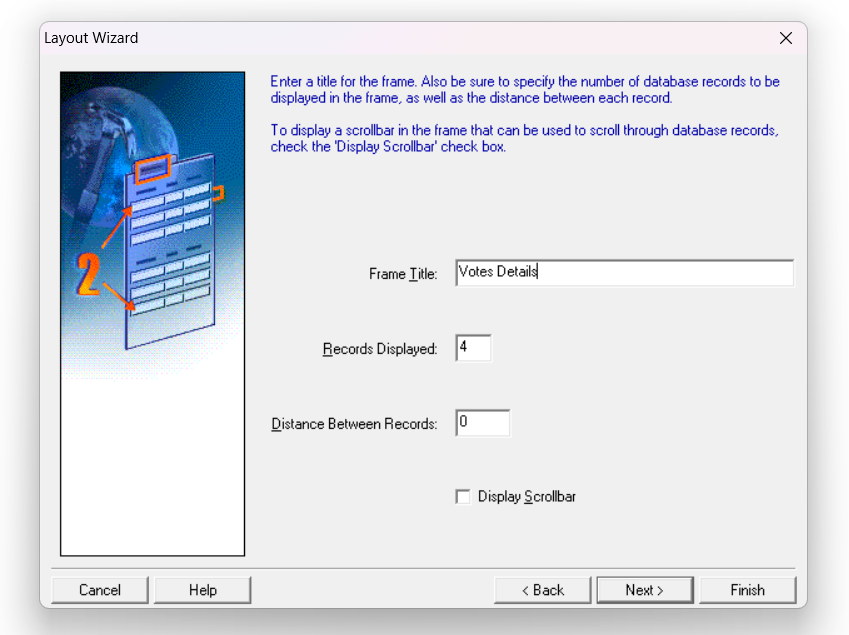 Layout Wizard
Enter a title for the frame. Also be sure to specify the number of database records to be
displayed in the frame, as well as the distance between each record.
To display a scrollbar in the frame that can be used to scroll through database records,
check the 'Display Scrollbar' check box.
2
Frame Title:
Votes Details
Records Displayed:
4
Distance Between Records:
0
Display Scrollbar
Cancel
Help
< Back
Next >
Finish